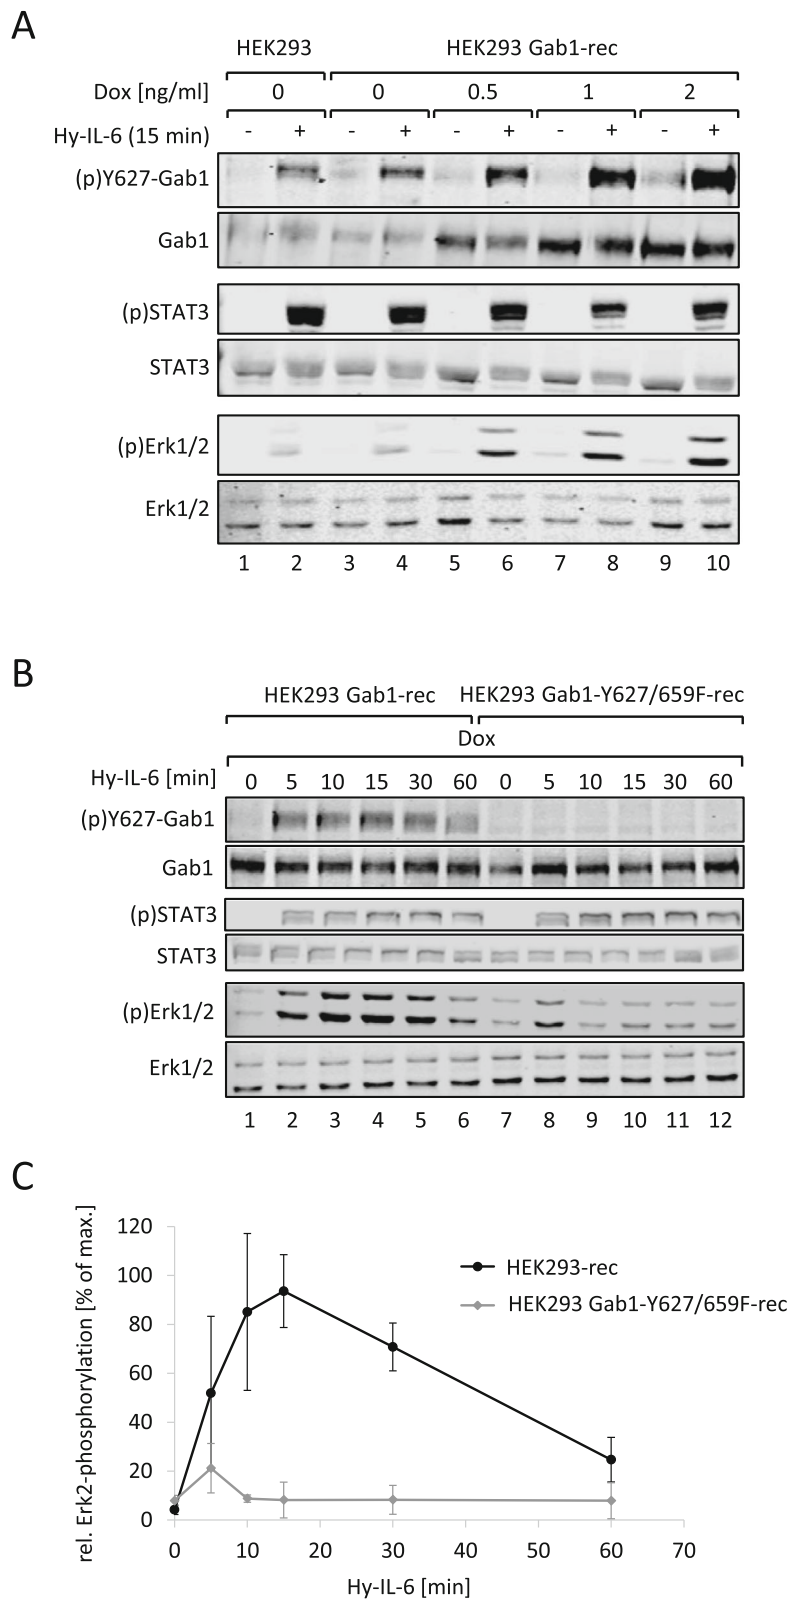 A
HEK293 HEK293 Gab1-rec
Dox [ng/ml] 0 0 0.5 1 2
Hy-IL-6 (15 min) - + - + - + - + - +
(p)Y627-Gab1
Gab1
(p)STAT3
STAT3
(p)Erk1/2
Erk1/2
1 2 3 4 5 6 7 8 9 10
B
HEK293 Gab1-rec HEK293 Gab1-Y627/659F-rec
Dox
Hy-IL-6 [min] 0 5 10 15 30 60 0 5 10 15 30 60
(p)Y627-Gab1
Gab1
(p)STAT3
STAT3
(p)Erk1/2
Erk1/2
1 2 3 4 5 6 7 8 9 10 11 12
C
rel. Erk2-phosphorylation [% of max.]
120
100
80
60
40
20
0
HEK293-rec
HEK293 Gab1-Y627/659F-rec
0 10 20 30 40 50 60 70
Hy-IL-6 [min]